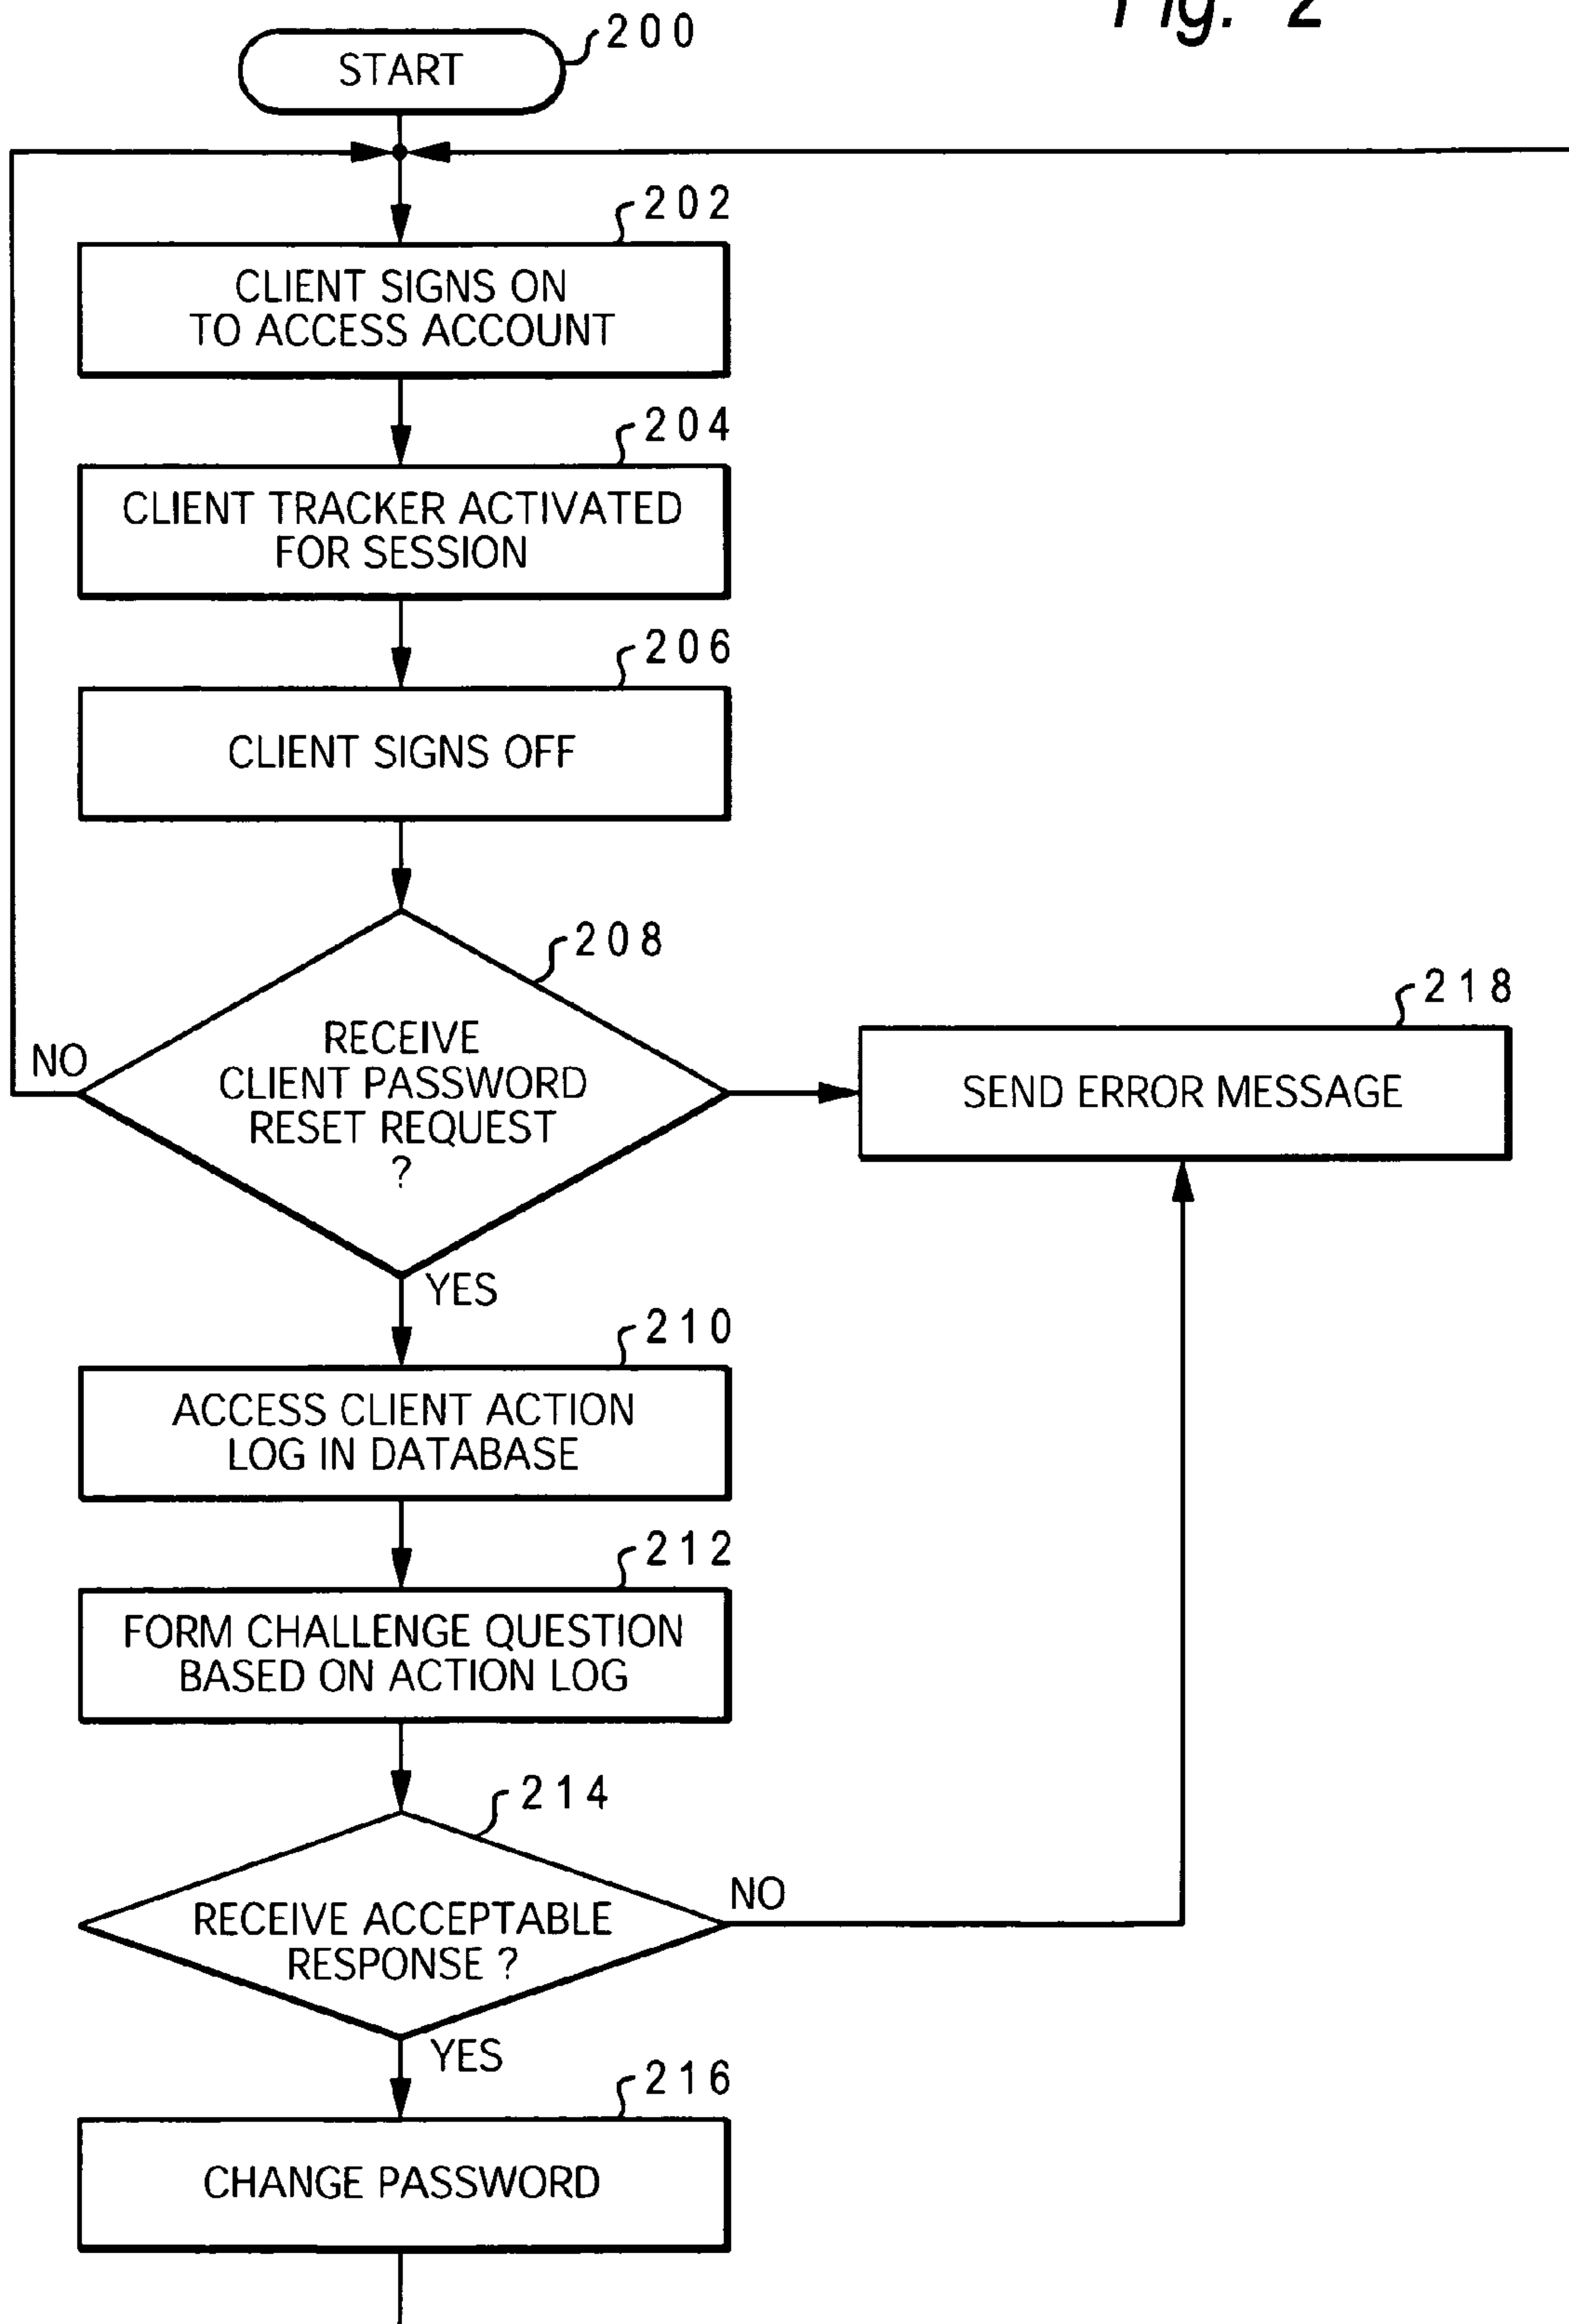 Fig. 2
200
START
202
CLIENT SIGNS ON
TO ACCESS ACCOUNT
204
CLIENT TRACKER ACTIVATED
FOR SESSION
206
CLIENT SIGNS OFF
208
RECEIVE
CLIENT PASSWORD
RESET REQUEST
?
NO
218
SEND ERROR MESSAGE
YES
210
ACCESS CLIENT ACTION
LOG IN DATABASE
212
FORM CHALLENGE QUESTION
BASED ON ACTION LOG
214
RECEIVE ACCEPTABLE
RESPONSE ?
NO
YES
216
CHANGE PASSWORD